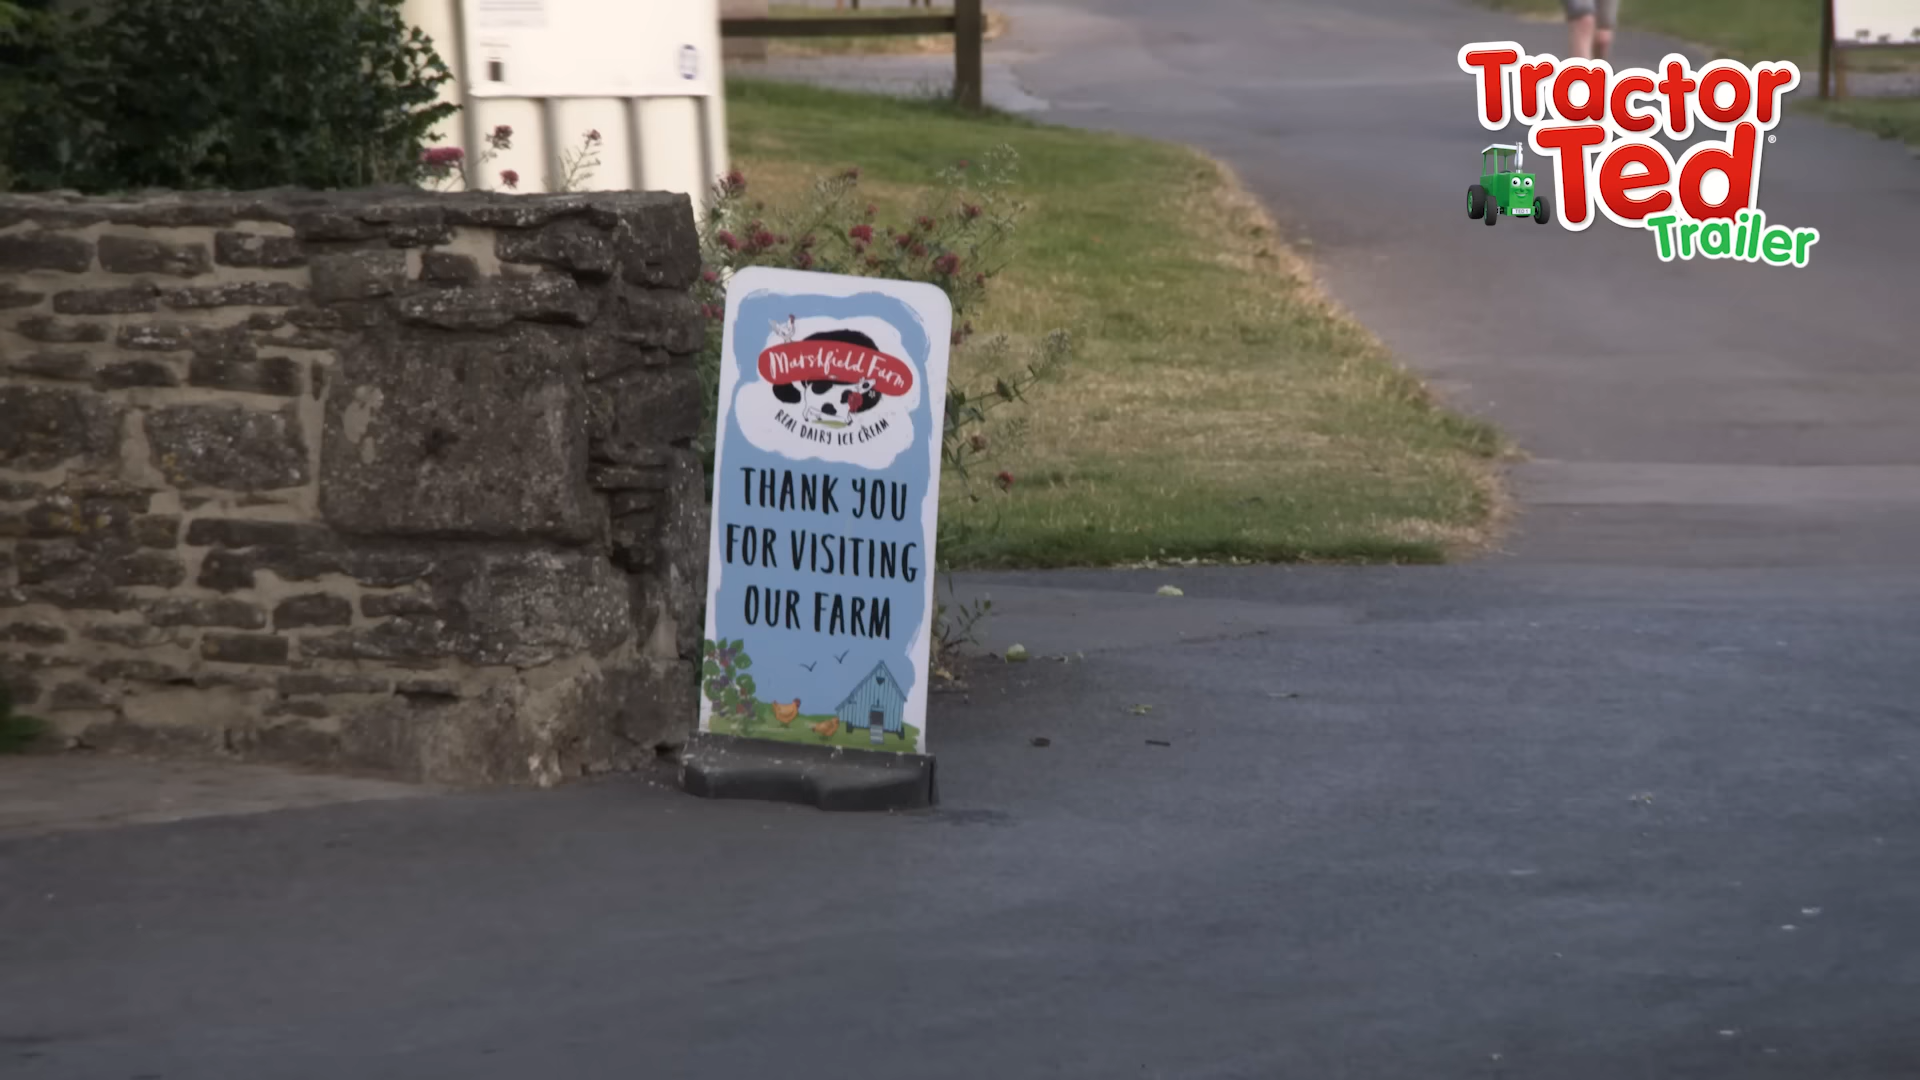 Tractor
Ted
Trailer
Marshfield Farm
REAL DAIRY ICE CREAM
THANK YOU
FOR VISITING
OUR FARM